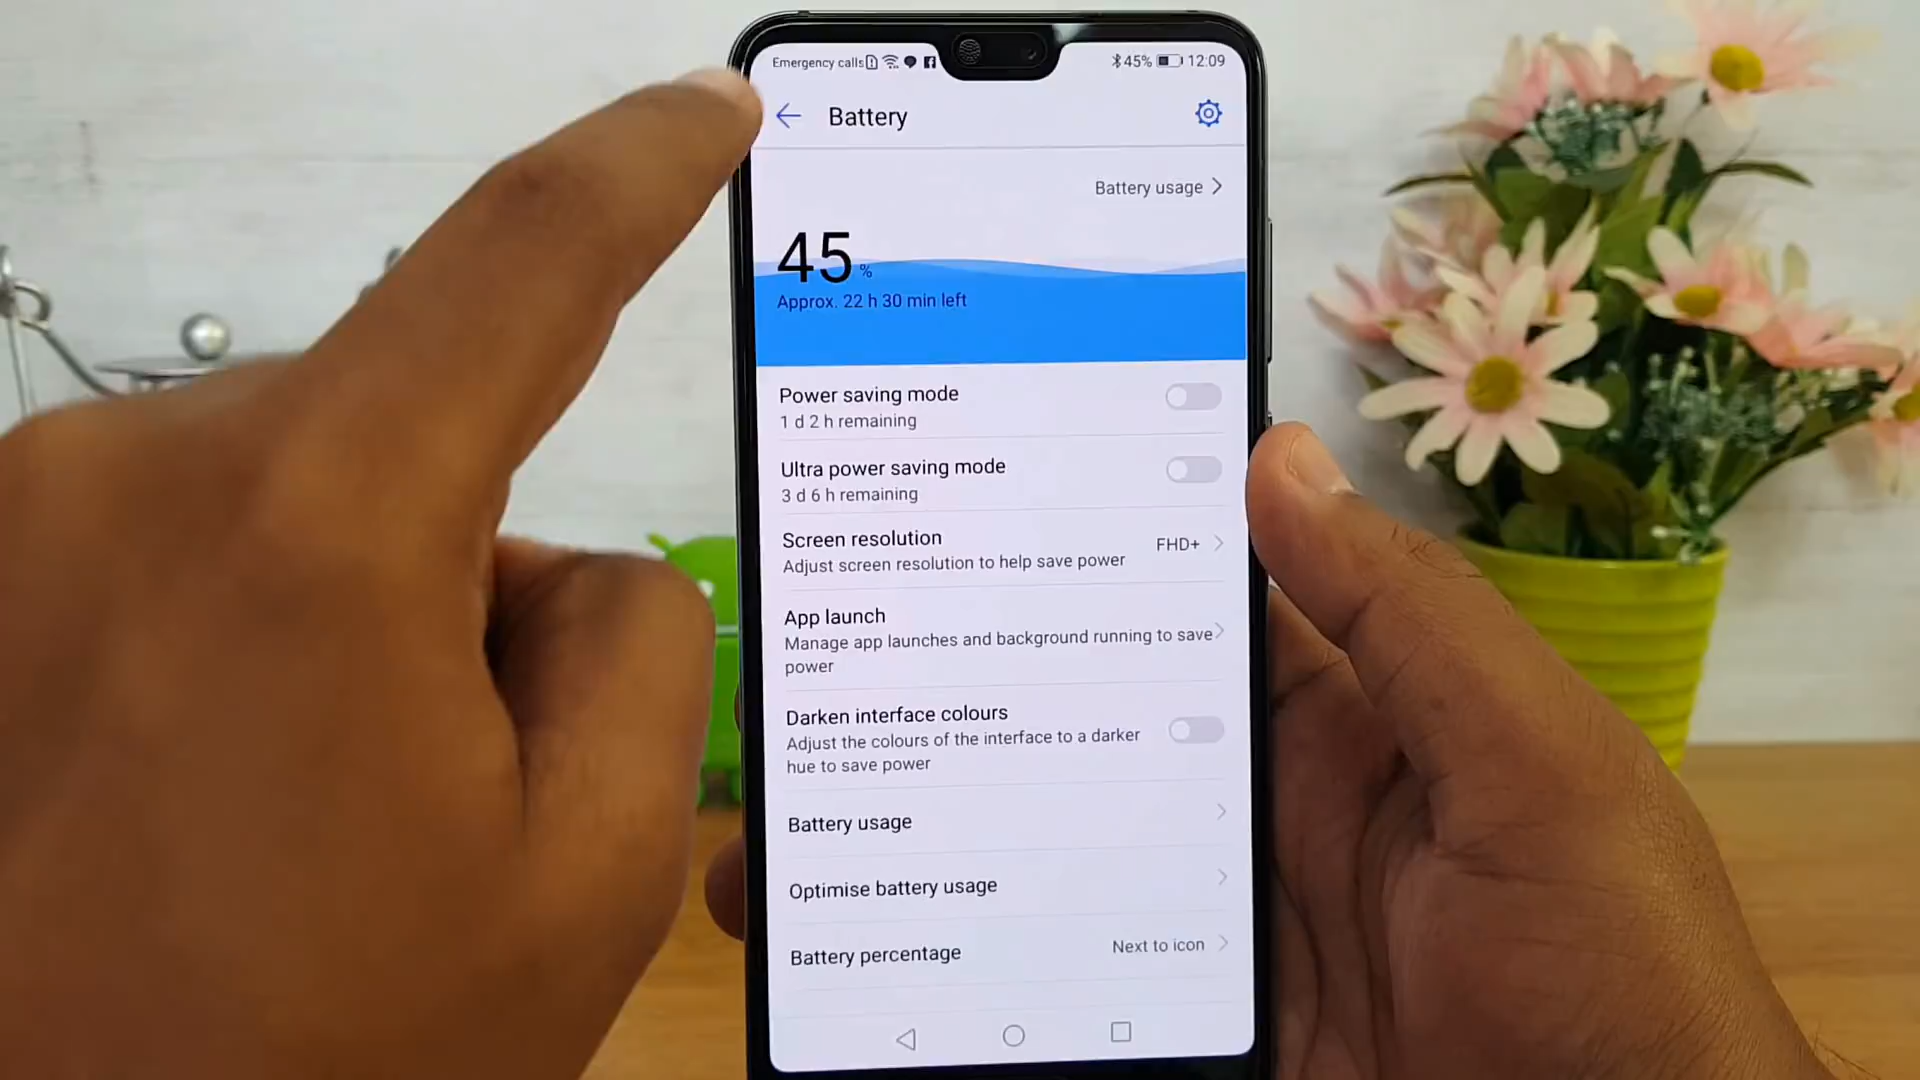 Emergency calls 45% 12:09
Battery
Battery usage
45 %
Approx. 22 h 30 min left
Power saving mode
1 d 2 h remaining
Ultra power saving mode
3 d 6 h remaining
Screen resolution
FHD+
Adjust screen resolution to help save power
App launch
Manage app launches and background running to save
power
Darken interface colours
Adjust the colours of the interface to a darker
hue to save power
Battery usage
Optimise battery usage
Battery percentage
Next to icon